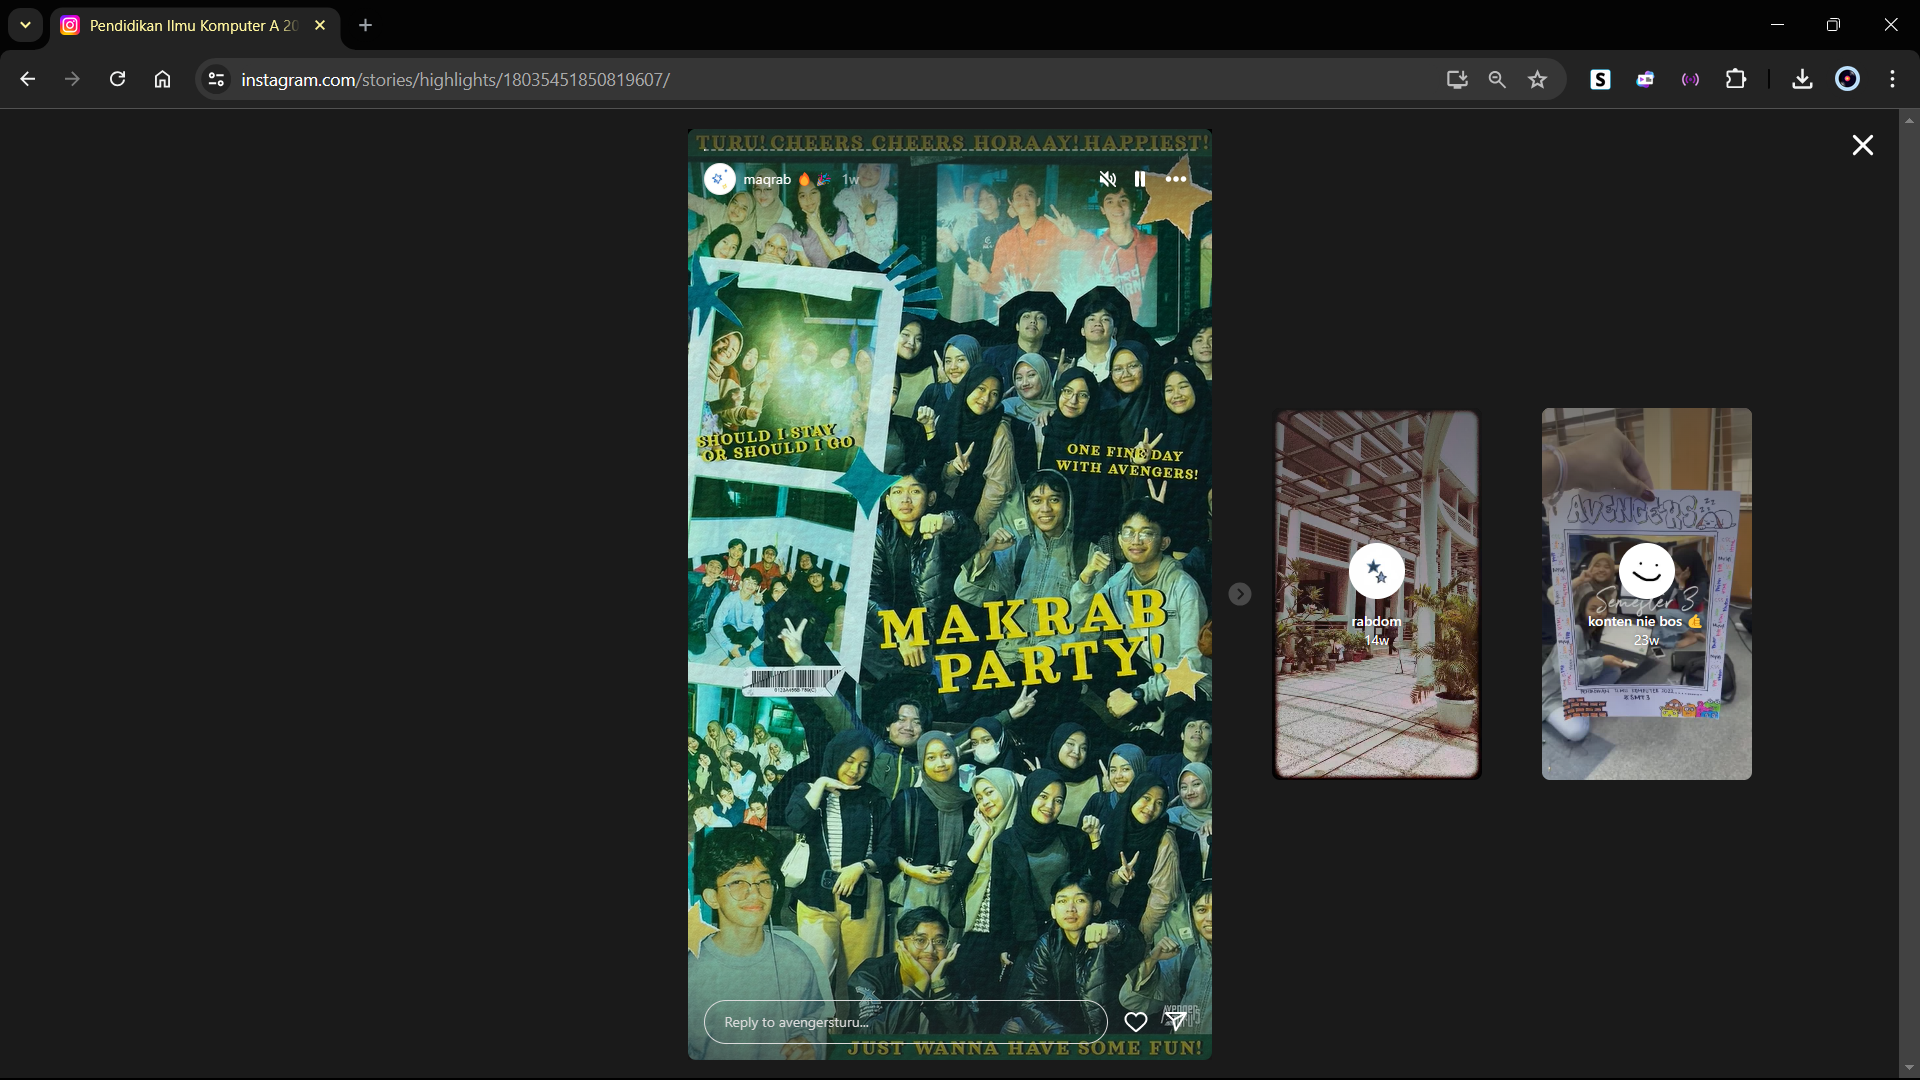 Pendidikan Ilmu Komputer A 20
instagram.com/stories/highlights/18035451850819607/
TURU! CHEERS CHEERS HORAAY! HAPPIEST!
maqrab 🔥 🎉 1w
SHOULD I STAY
OR SHOULD I GO
ONE FINE DAY
WITH AVENGERS!
MAKRAB
PARTY!
Reply to avengersturu...
JUST WANNA HAVE SOME FUN!
rabdom
14w
AVENGERS
Semester 3
konten nie bos 🤙
23w